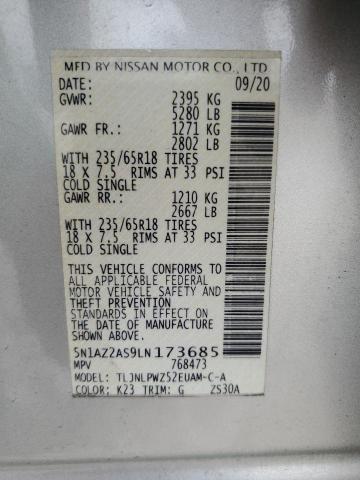 MFD BY NISSAN MOTOR CO., LTD
DATE: 09/20
GVWR: 2395 KG
5280 LB
GAWR FR.: 1271 KG
2802 LB
WITH 235/65R18 TIRES
18 X 7.5 RIMS AT 33 PSI
COLD SINGLE
GAWR RR.: 1210 KG
2667 LB
WITH 235/65R18 TIRES
18 X 7.5 RIMS AT 33 PSI
COLD SINGLE
THIS VEHICLE CONFORMS TO
ALL APPLICABLE FEDERAL
MOTOR VEHICLE SAFETY AND
THEFT PREVENTION
STANDARDS IN EFFECT ON
THE DATE OF MANUFACTURE
SHOWN ABOVE.
5N1AZ2AS9LN173685
MPV 768473
MODEL: TLJNLPWZ52EUAM-C-A
COLOR: K23 TRIM: G ZS30A